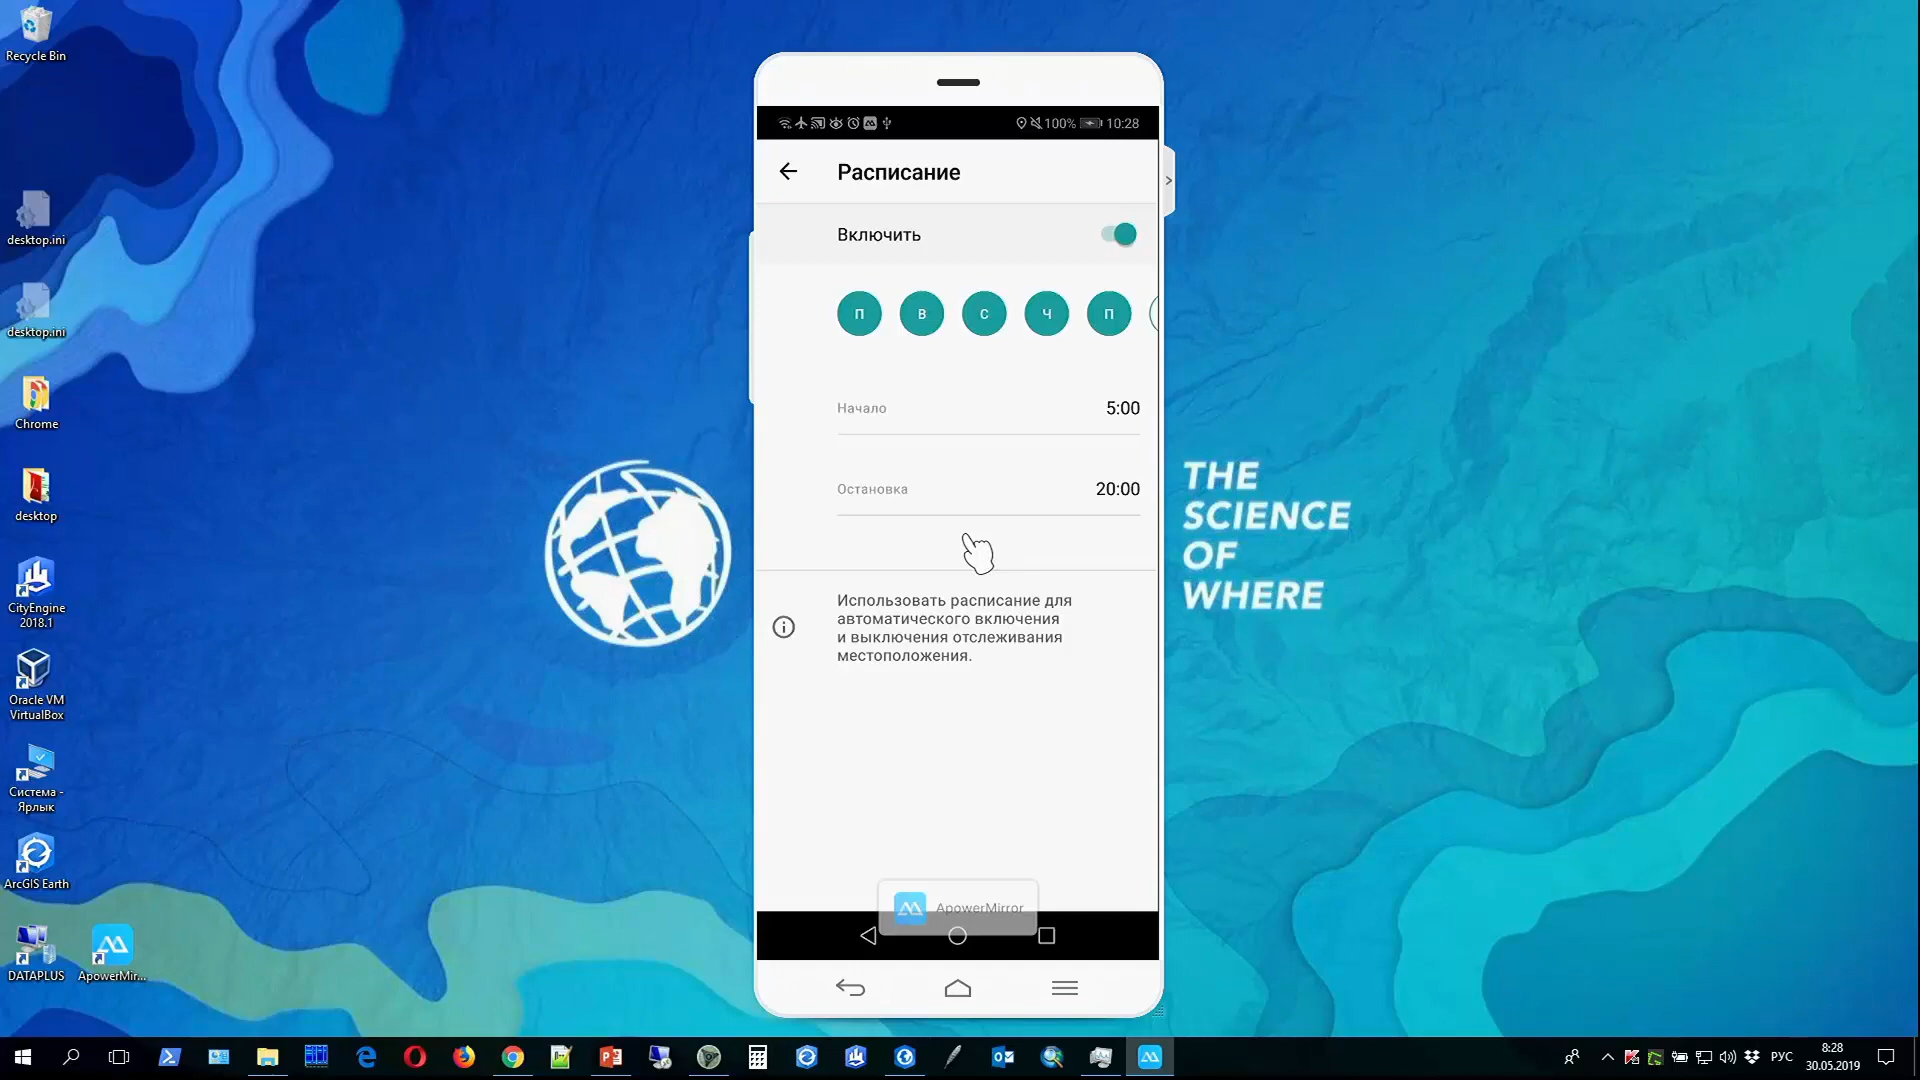 Recycle Bin
desktop.ini
desktop.ini
Chrome
desktop
CityEngine
2018.1
Oracle VM
VirtualBox
Система -
Ярлык
ArcGIS Earth
DATAPLUS
ApowerMir...
100%
10:28
Расписание
Включить
П В С Ч П
Начало 5:00
Остановка 20:00
Использовать расписание для
автоматического включения
и выключения отслеживания
местоположения.
ApowerMirror
THE
SCIENCE
OF
WHERE
РУС
8:28
30.05.2019